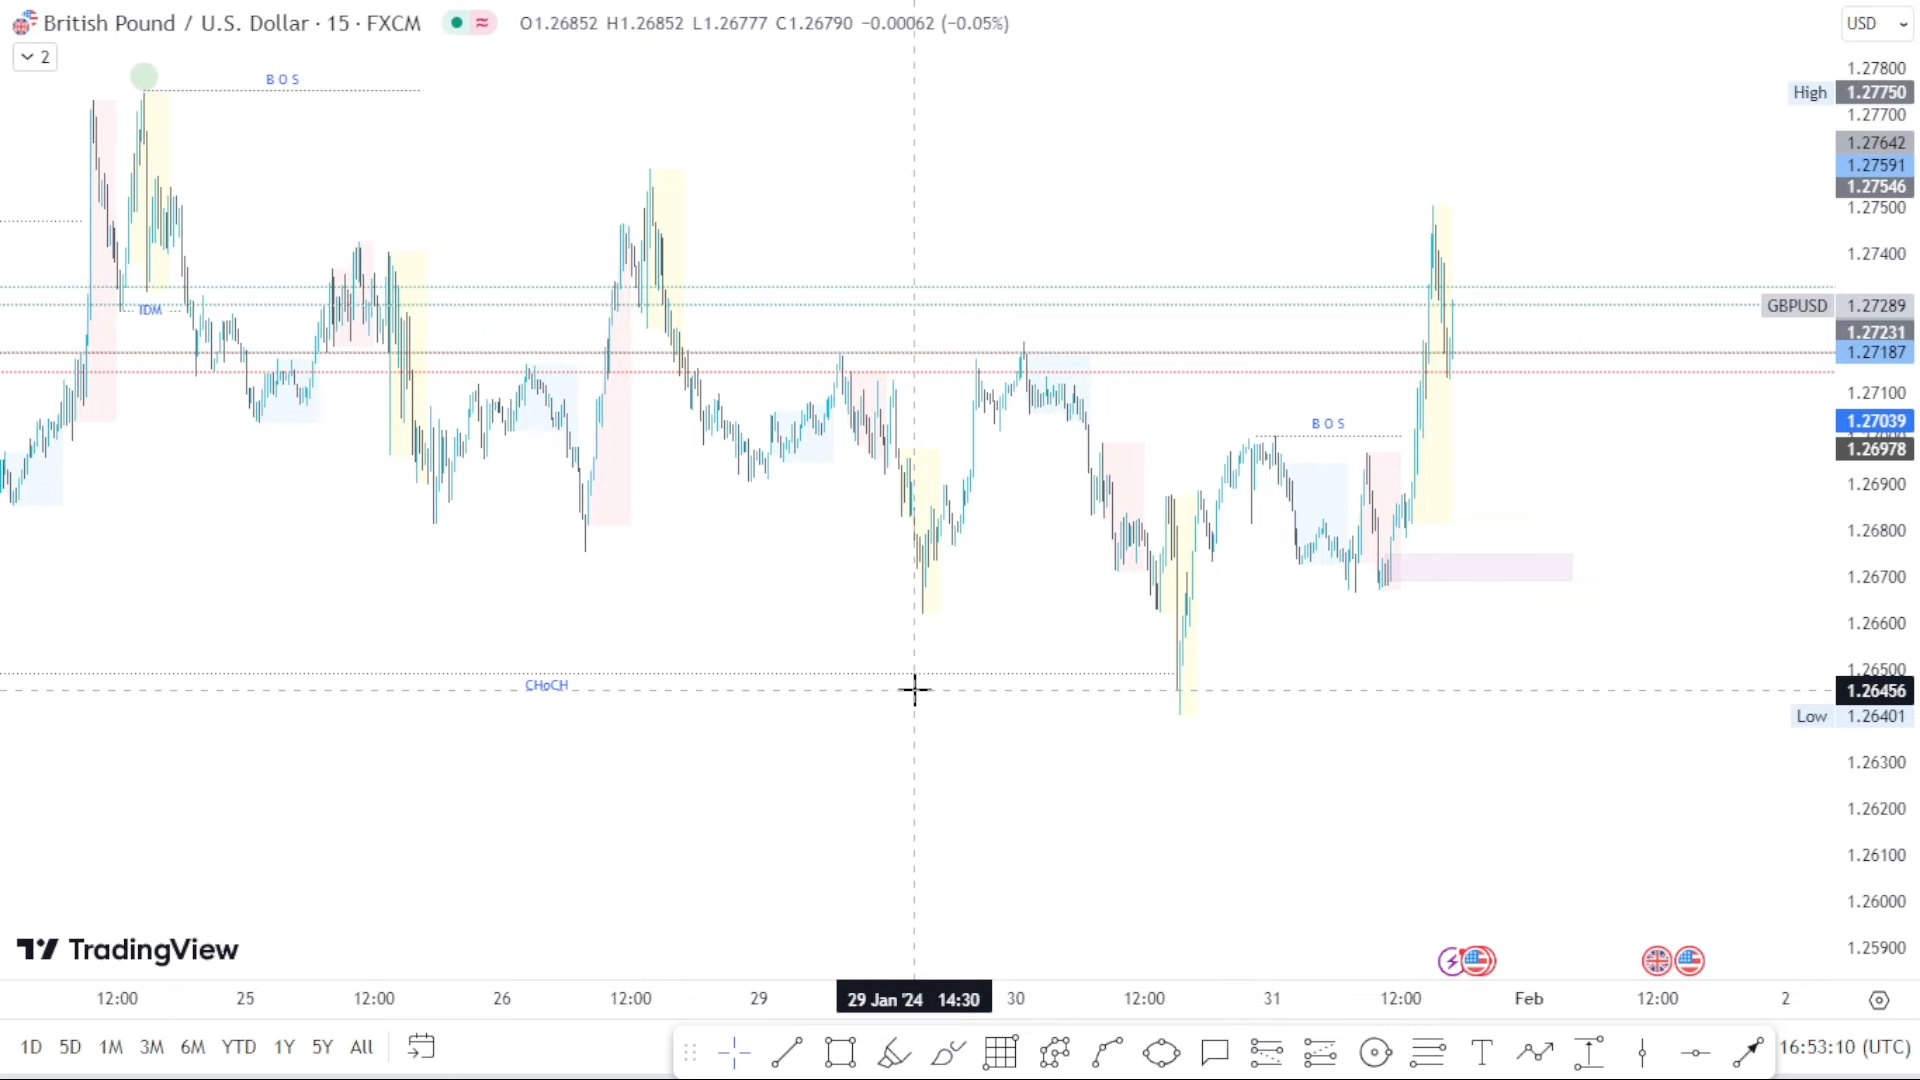 British Pound / U.S. Dollar · 15 · FXCM
O1.26852 H1.26852 L1.26777 C1.26790 −0.00062 (−0.05%)
USD
2
BOS
1.27800
High 1.27750
1.27700
1.27642
1.27591
1.27546
1.27500
1.27400
IDM
GBPUSD 1.27289
1.27231
1.27187
1.27100
BOS
1.27039
1.26978
1.26900
1.26800
1.26700
1.26600
1.26500
CHoCH
1.26456
Low 1.26401
1.26300
1.26200
1.26100
1.26000
1.25900
TradingView
12:00 25 12:00 26 12:00 29 29 Jan '24 14:30 30 12:00 31 12:00 Feb 12:00 2
1D 5D 1M 3M 6M YTD 1Y 5Y All
16:53:10 (UTC)